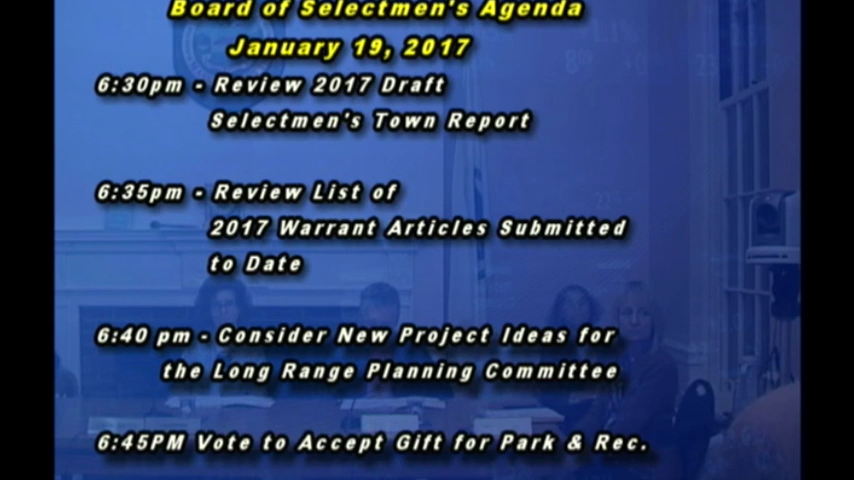 Board of Selectmen's Agenda
January 19, 2017
6:30pm - Review 2017 Draft
Selectmen's Town Report
6:35pm - Review List of
2017 Warrant Articles Submitted
to Date
6:40 pm - Consider New Project Ideas for
the Long Range Planning Committee
6:45PM Vote to Accept Gift for Park & Rec.